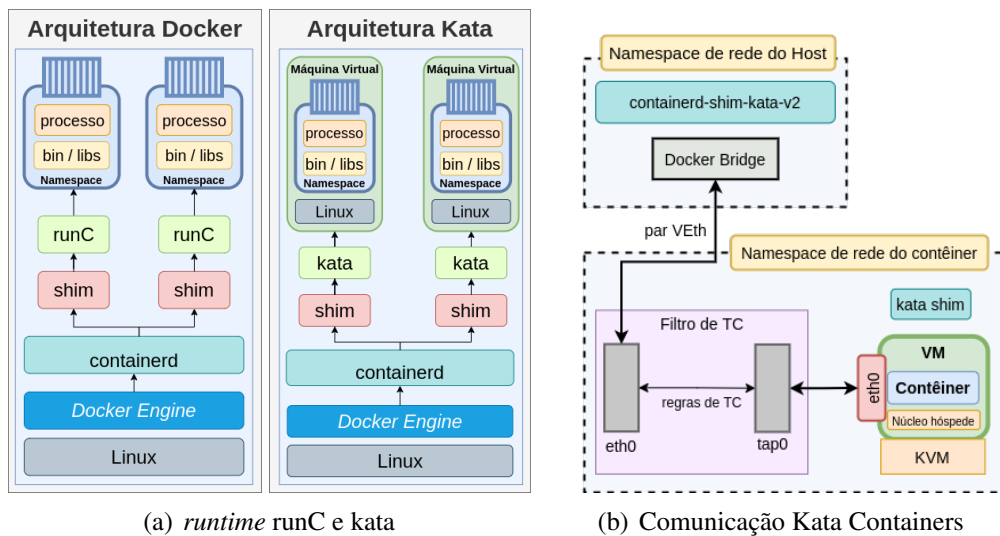 Arquitetura Docker
processo
processo
bin / libs
bin / libs
Namespace
Namespace
runC
runC
shim
shim
containerd
Docker Engine
Linux
Arquitetura Kata
Máquina Virtual
Máquina Virtual
processo
processo
bin / libs
bin / libs
Namespace
Namespace
Linux
Linux
kata
kata
shim
shim
containerd
Docker Engine
Linux
(a) runtime runC e kata
Namespace de rede do Host
containerd-shim-kata-v2
Docker Bridge
par VEth
Namespace de rede do contêiner
kata shim
Filtro de TC
VM
eth0
Contêiner
regras de TC
Núcleo hóspede
eth0
tap0
KVM
(b) Comunicação Kata Containers